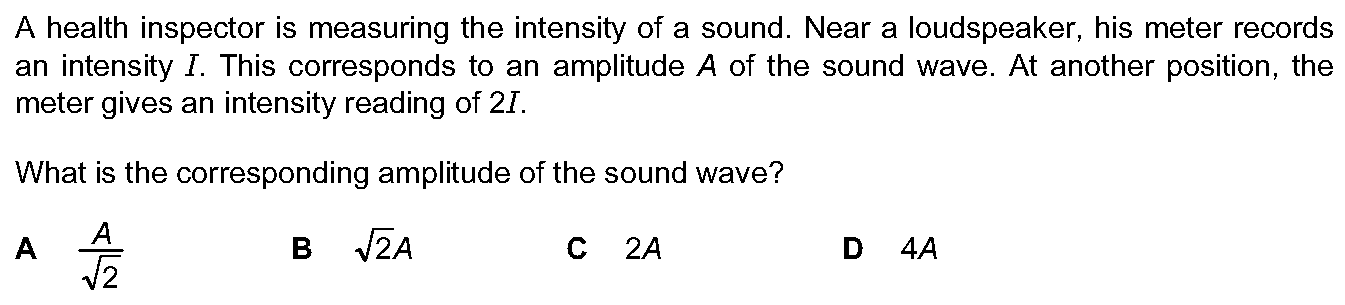 A health inspector is measuring the intensity of a sound. Near a loudspeaker, his meter records
an intensity I. This corresponds to an amplitude A of the sound wave. At another position, the
meter gives an intensity reading of 2I.
What is the corresponding amplitude of the sound wave?
A A/√2 B √2A C 2A D 4A